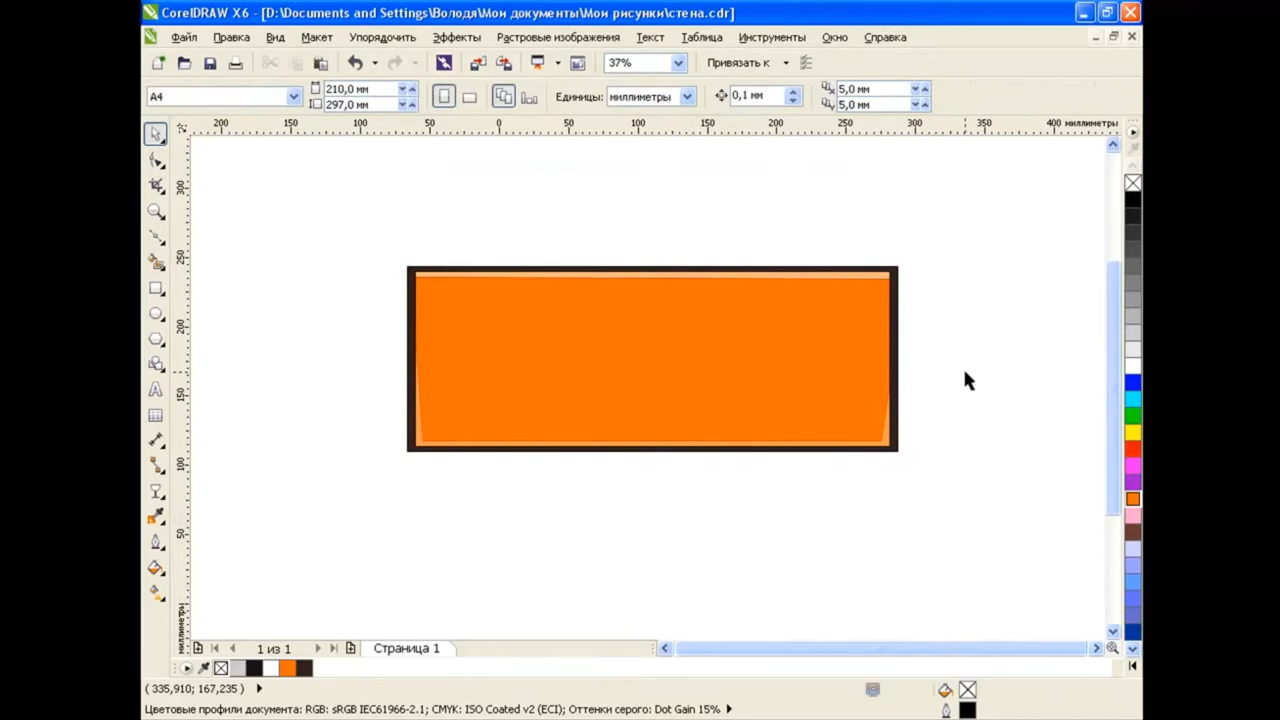 CorelDRAW X6 - [D:\Documents and Settings\Володя\Мои документы\Мои рисунки\стена.cdr]
Файл Правка Вид Макет Упорядочить Эффекты Растровые изображения Текст Таблица Инструменты Окно Справка
37% Привязать к
A4 210,0 мм 297,0 мм Единицы: миллиметры 0,1 мм 5,0 мм 5,0 мм
200 150 100 50 0 50 100 150 200 250 300 350 400 миллиметры
300
250
200
150
100
50
миллиметры
1 из 1 Страница 1
( 335,910; 167,235 )
Цветовые профили документа: RGB: sRGB IEC61966-2.1; CMYK: ISO Coated v2 (ECI); Оттенки серого: Dot Gain 15%